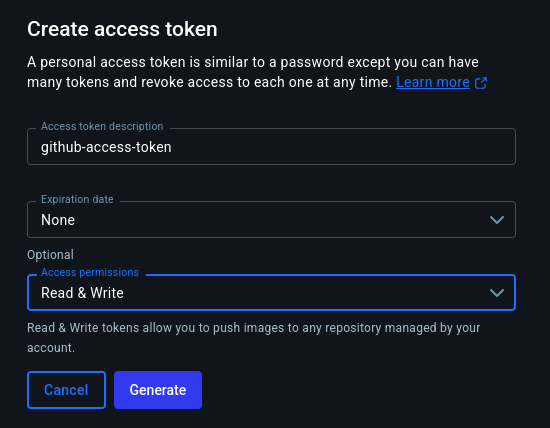 Create access token
A personal access token is similar to a password except you can have
many tokens and revoke access to each one at any time. Learn more
Access token description
github-access-token
Expiration date
None
Optional
Access permissions
Read & Write
Read & Write tokens allow you to push images to any repository managed by your
account.
Cancel
Generate